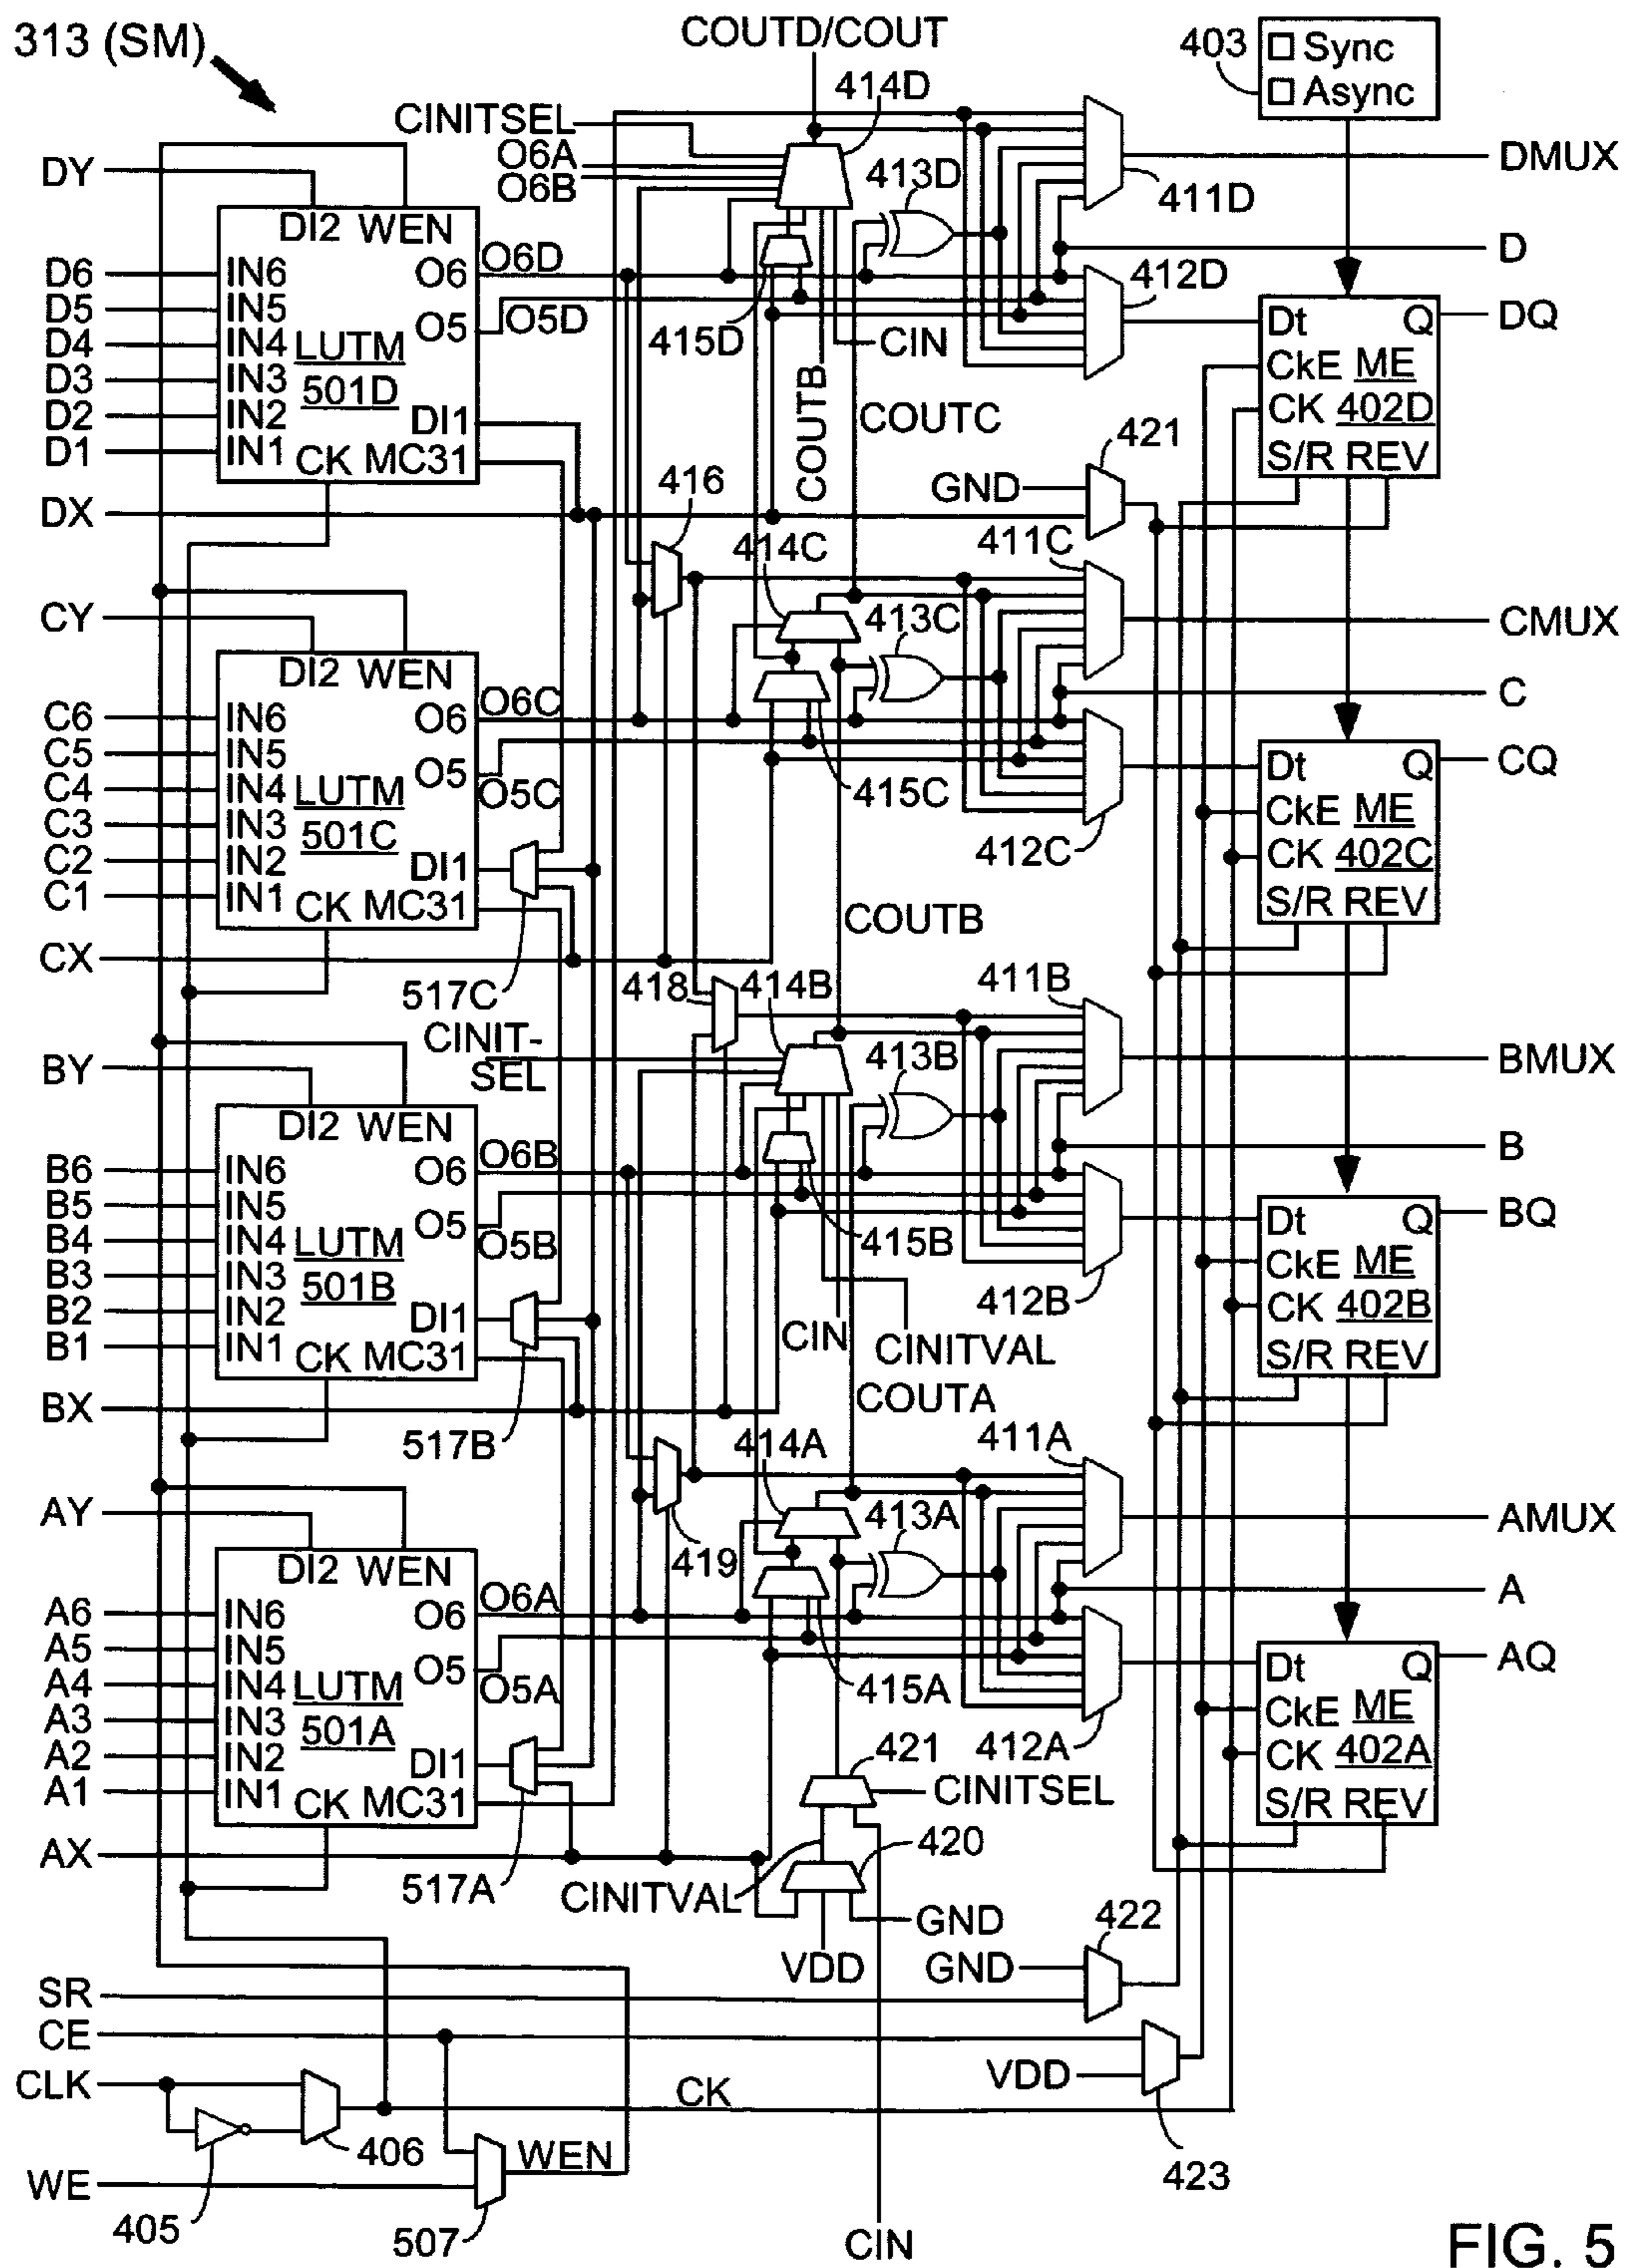 313 (SM)
COUTD/COUT
403
Sync
Async
414D
CINITSEL
O6A
O6B
413D
DMUX
411D
DY
DI2 WEN
D6
D5
D4
D3
D2
D1
IN6
IN5
IN4
IN3
IN2
IN1
LUTM
501D
O6
O5
DI1
CK MC31
O6D
O5D
415D
CIN
COUTB
COUTC
412D
D
DQ
Dt
Q
CkE
ME
CK
402D
S/R REV
DX
416
GND
421
414C
411C
413C
CMUX
C
CY
DI2 WEN
C6
C5
C4
C3
C2
C1
IN6
IN5
IN4
IN3
IN2
IN1
LUTM
501C
O6
O5
DI1
CK MC31
O6C
O5C
415C
412C
CQ
Dt
Q
CkE
ME
CK
402C
S/R REV
CX
517C
COUTB
418
414B
411B
CINIT-
SEL
413B
BMUX
B
BY
DI2 WEN
B6
B5
B4
B3
B2
B1
IN6
IN5
IN4
IN3
IN2
IN1
LUTM
501B
O6
O5
DI1
CK MC31
O6B
O5B
415B
412B
CIN
CINITVAL
BQ
Dt
Q
CkE
ME
CK
402B
S/R REV
BX
517B
COUTA
414A
411A
419
413A
AMUX
A
AY
DI2 WEN
A6
A5
A4
A3
A2
A1
IN6
IN5
IN4
IN3
IN2
IN1
LUTM
501A
O6
O5
DI1
CK MC31
O6A
O5A
415A
412A
AQ
Dt
Q
CkE
ME
CK
402A
S/R REV
AX
517A
421
CINITSEL
420
CINITVAL
GND
VDD
422
GND
SR
CE
VDD
CLK
CK
423
406
WEN
WE
405
507
CIN
FIG. 5